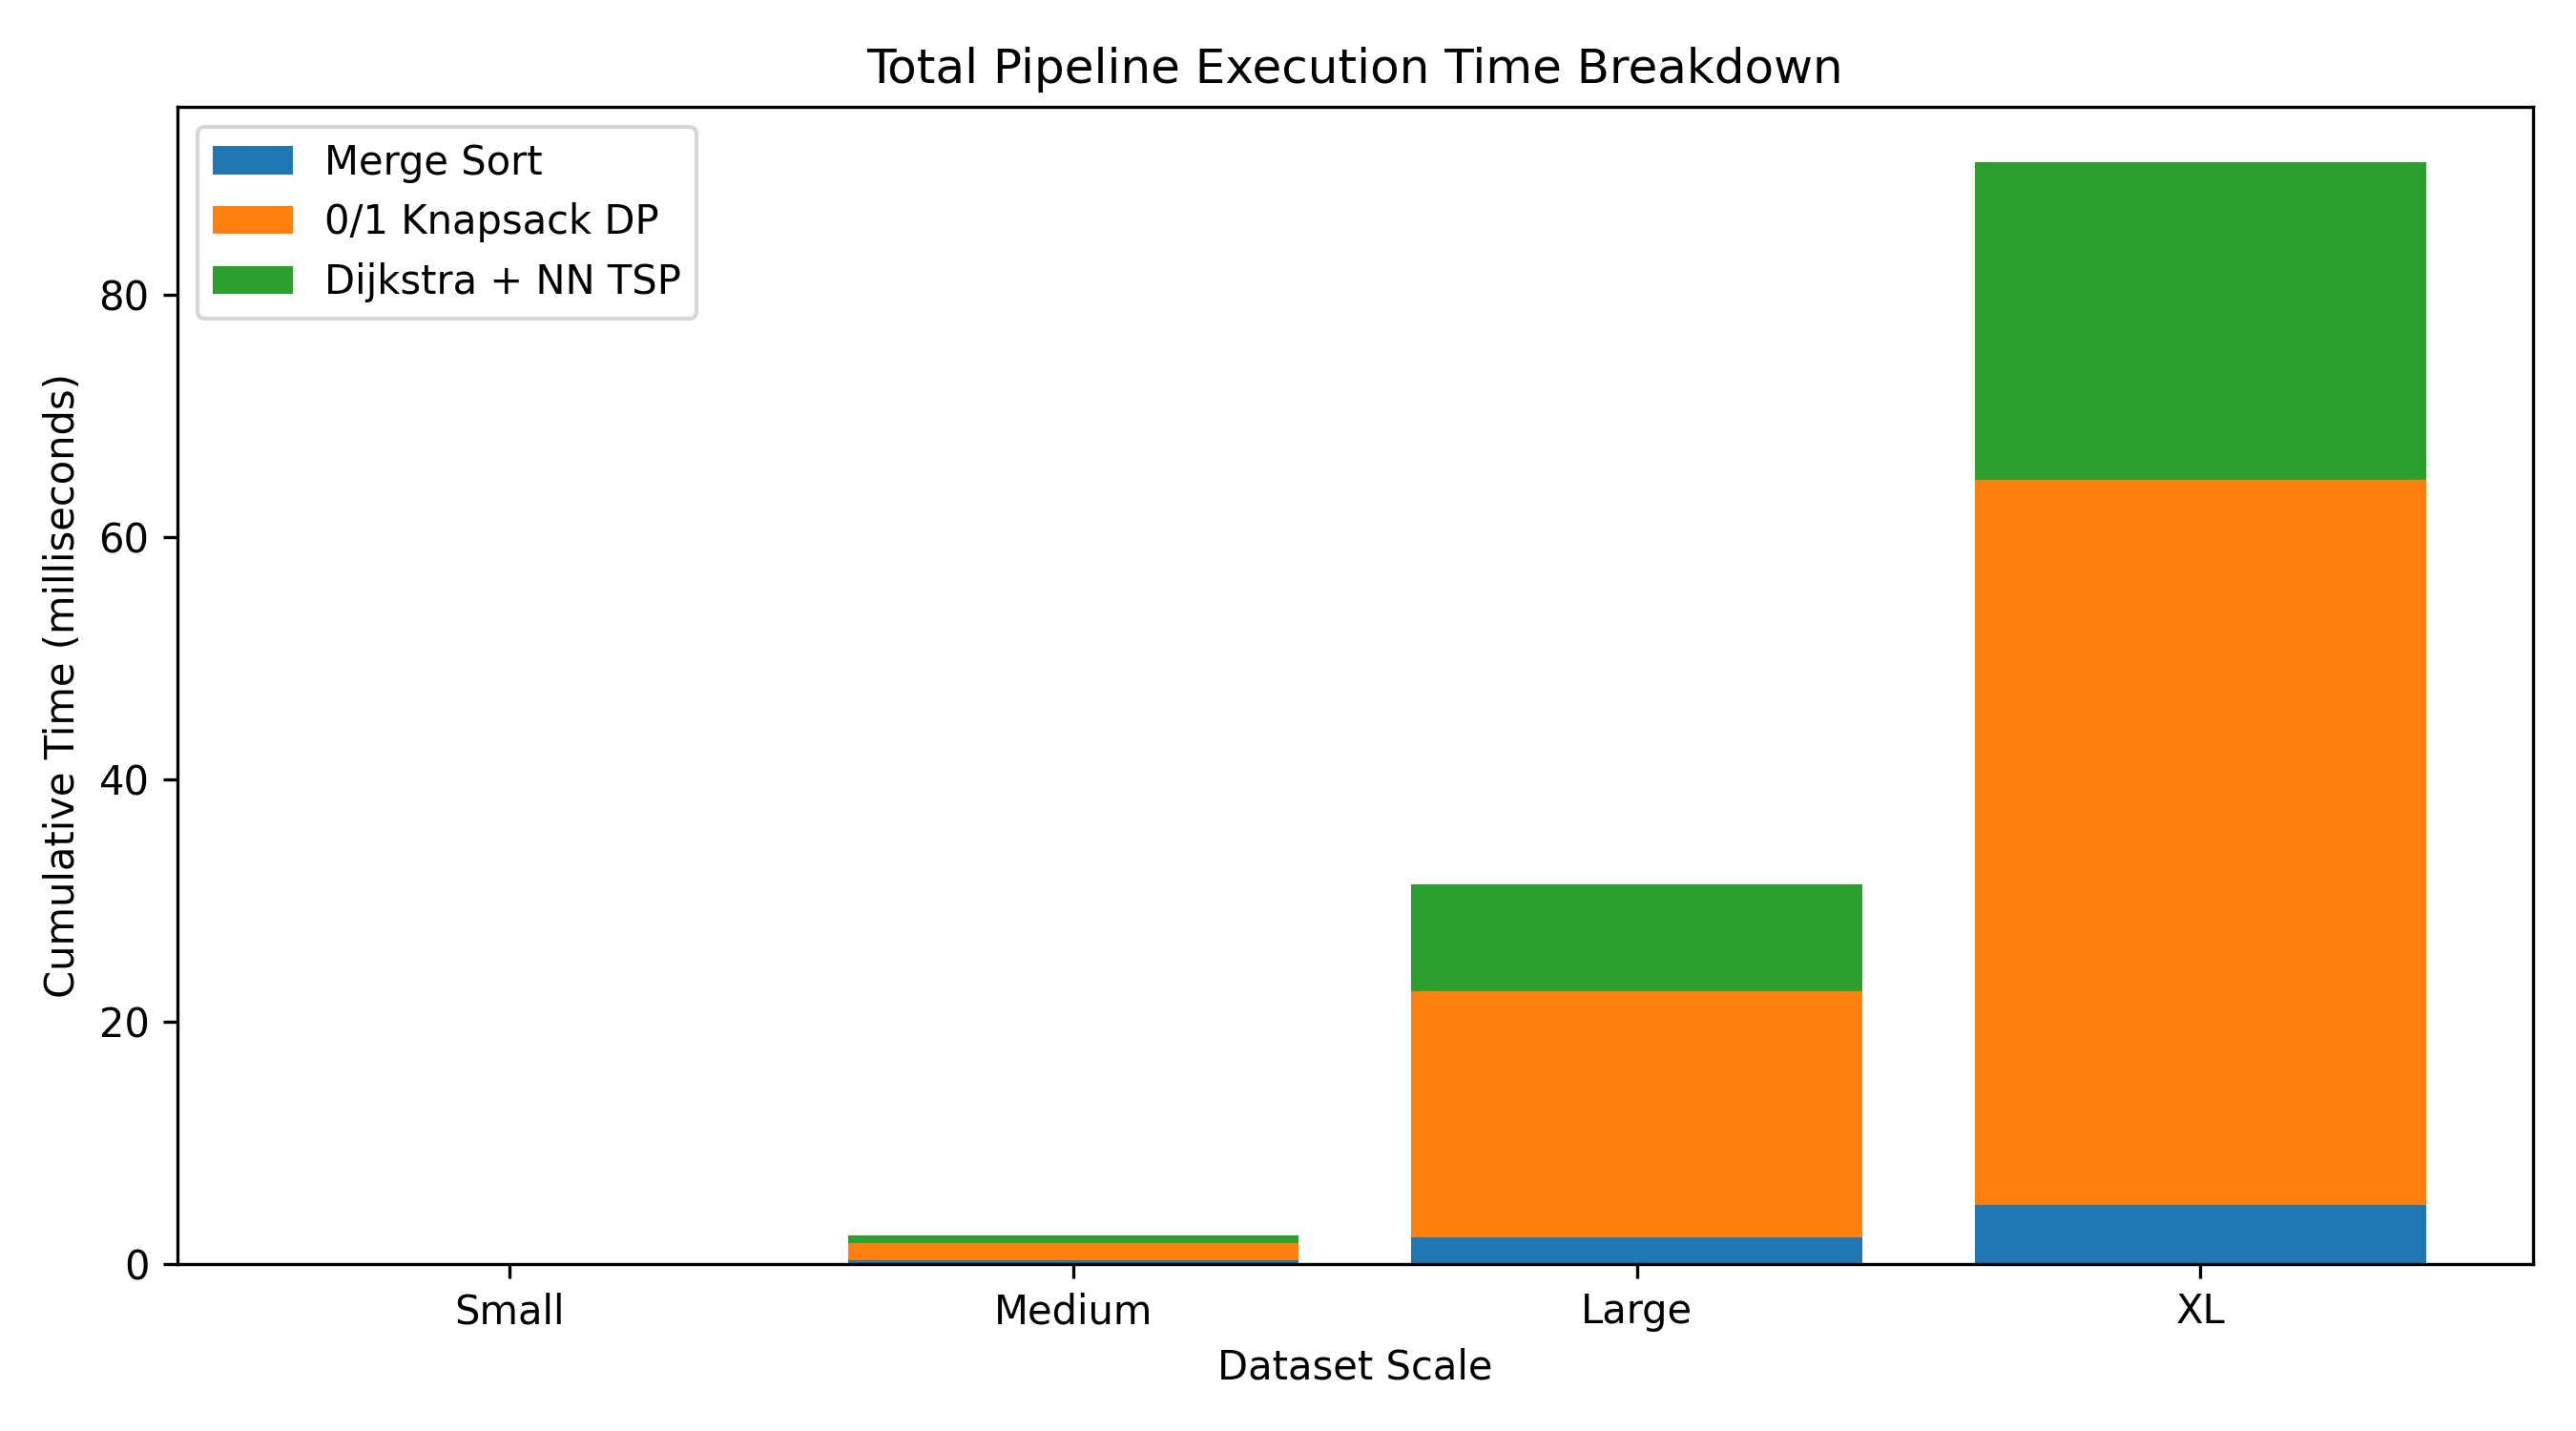 Total Pipeline Execution Time Breakdown
Merge Sort
0/1 Knapsack DP
Dijkstra + NN TSP
Cumulative Time (milliseconds)
80
60
40
20
0
Small Medium Large XL
Dataset Scale